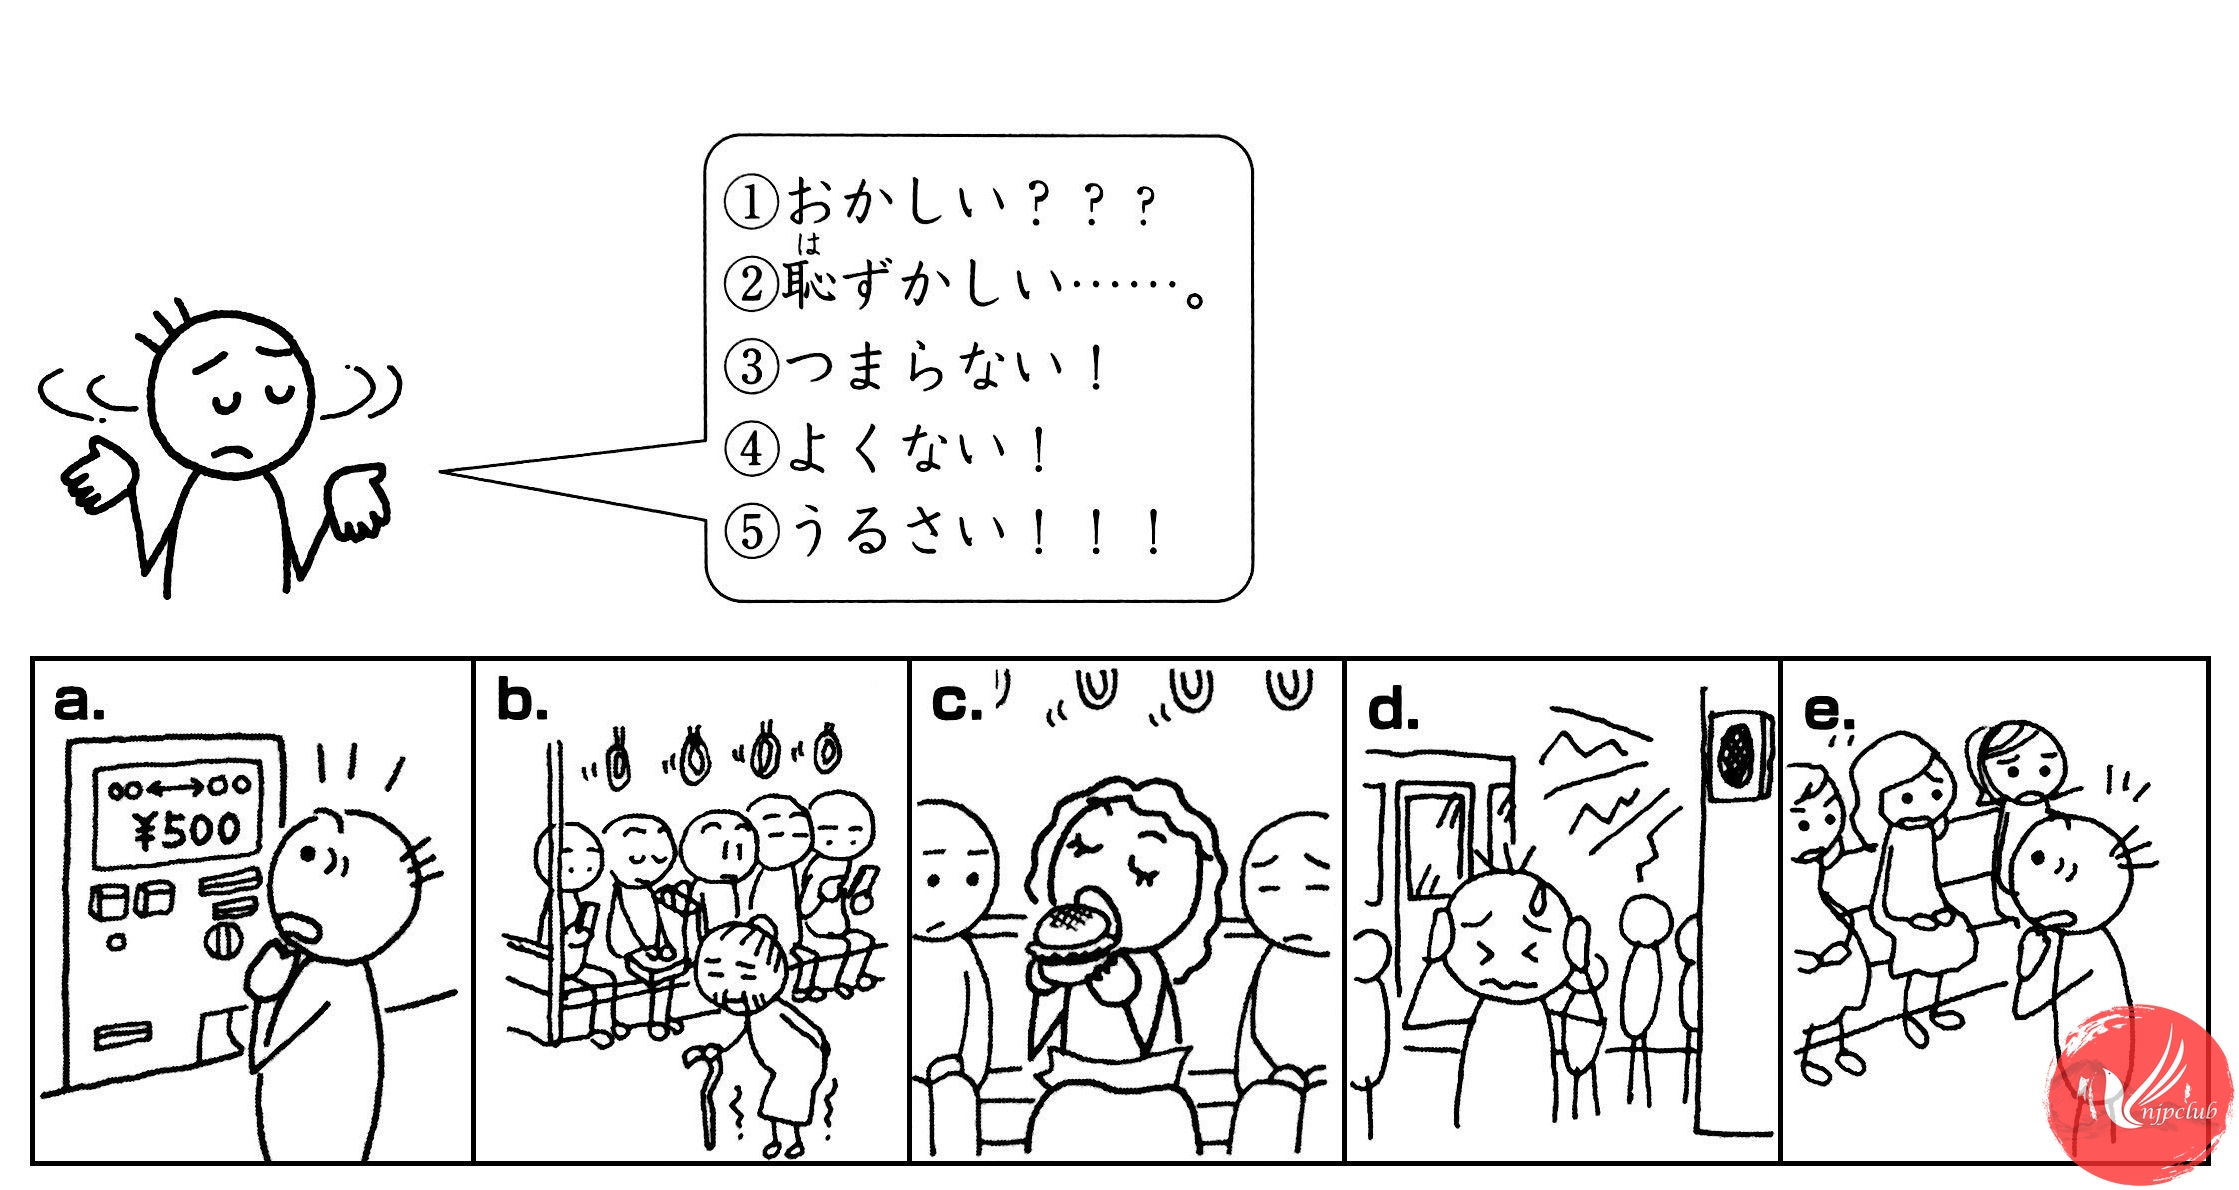 ①おかしい？？？
は
②恥ずかしい……。
③つまらない！
④よくない！
⑤うるさい！！！
a.
○○↔○○
¥500
b.
c.
d.
e.
njpclub